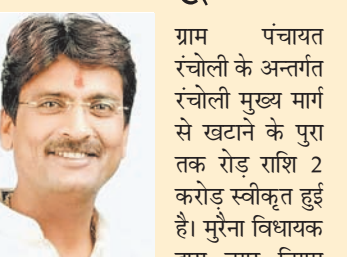 ग्राम पंचायत
रंचोली के अन्तर्गत
रंचोली मुख्य मार्ग
से खटाने के पुरा
तक रोड़ राशि 2
करोड़ स्वीकृत हुई
है। मुरैना विधायक